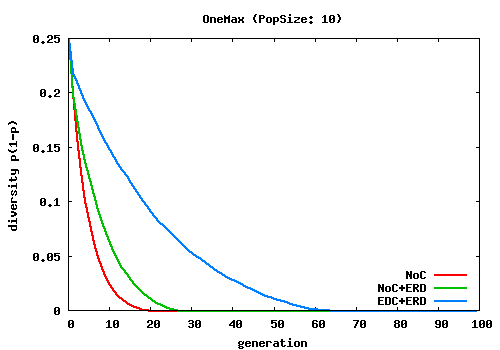 OneMax (PopSize: 10)
0.25
0.2
0.15
0.1
0.05
0
diversity p(1-p)
0 10 20 30 40 50 60 70 80 90 100
generation
NoC
NoC+ERD
EDC+ERD